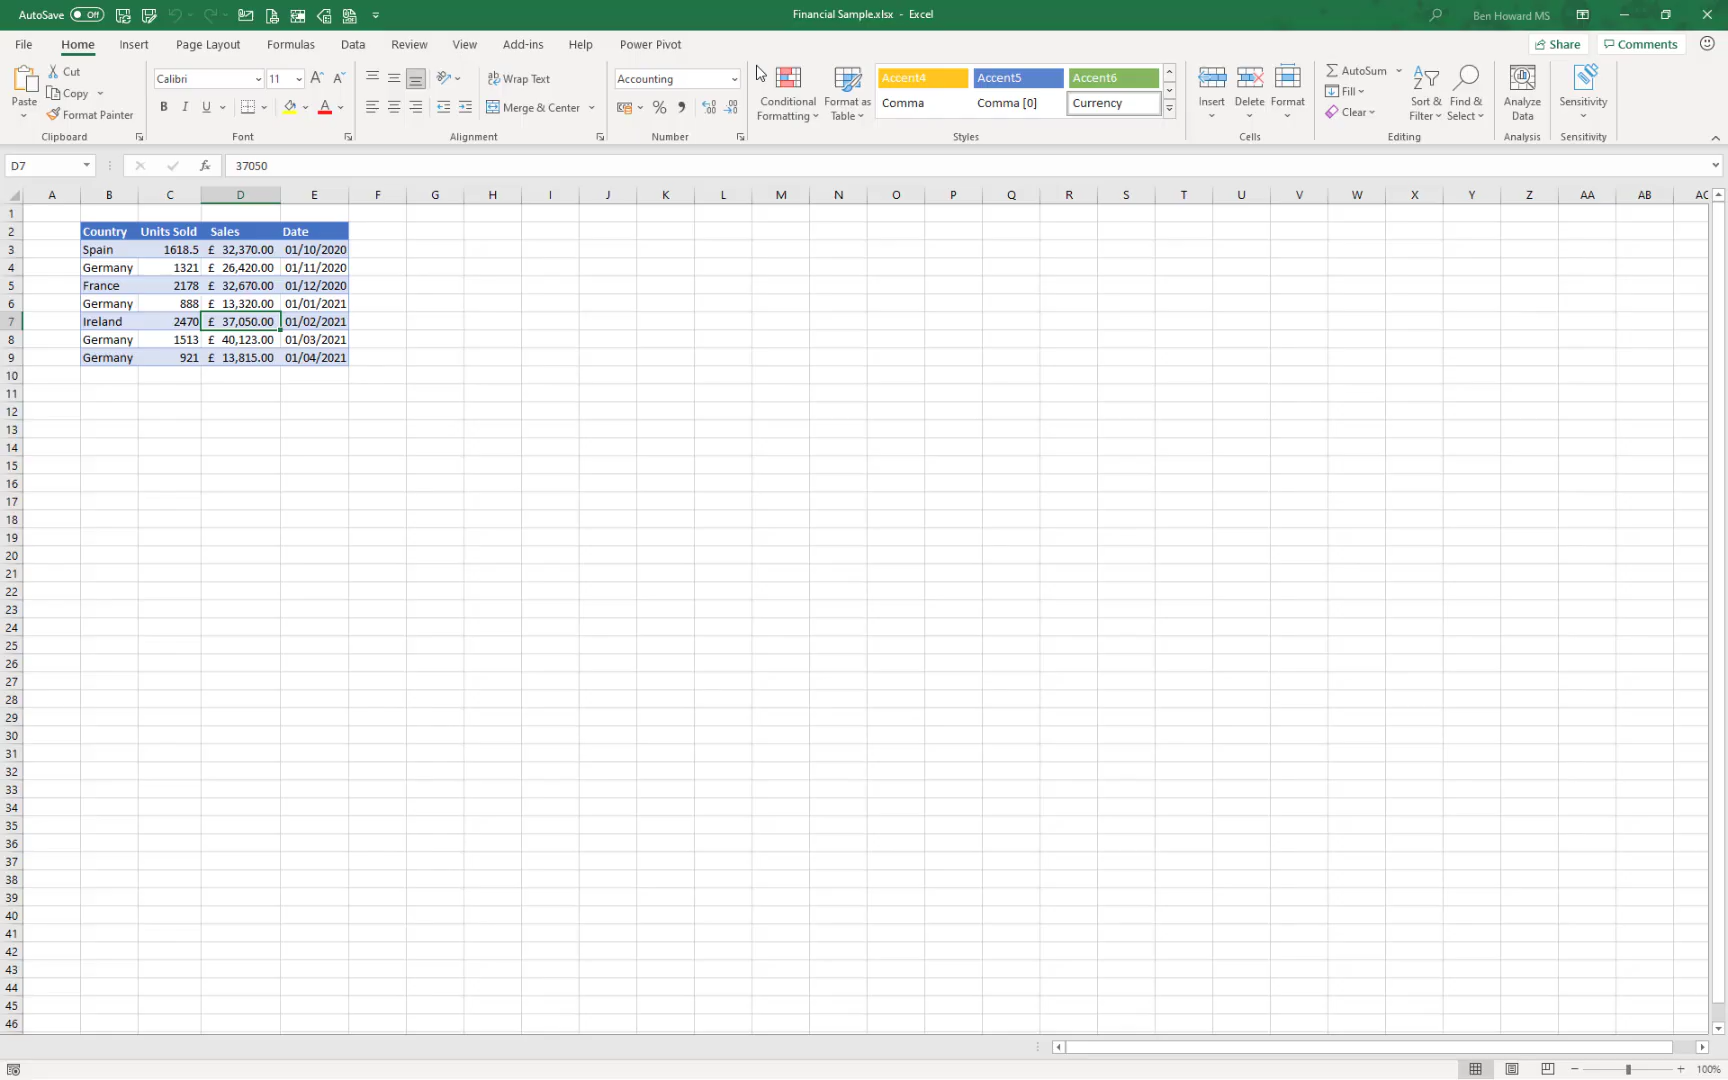 AutoSave Off Financial Sample.xlsx - Excel Ben Howard MS
File Home Insert Page Layout Formulas Data Review View Add-ins Help Power Pivot Share Comments
Paste Cut Copy Format Painter Clipboard
Calibri 11 B I U A Font
Wrap Text Merge & Center Alignment
Accounting % Number
Conditional Formatting Format as Table
Accent4 Accent5 Accent6
Comma Comma [0] Currency
Styles
Insert Delete Format Cells
AutoSum Fill Clear Sort & Filter Find & Select Editing
Analyze Data Analysis
Sensitivity Sensitivity
D7 fx 37050
A B C D E F G H I J K L M N O P Q R S T U V W X Y Z AA AB AC
1
2 Country Units Sold Sales Date
3 Spain 1618.5 £ 32,370.00 01/10/2020
4 Germany 1321 £ 26,420.00 01/11/2020
5 France 2178 £ 32,670.00 01/12/2020
6 Germany 888 £ 13,320.00 01/01/2021
7 Ireland 2470 £ 37,050.00 01/02/2021
8 Germany 1513 £ 40,123.00 01/03/2021
9 Germany 921 £ 13,815.00 01/04/2021
10
11
12
13
14
15
16
17
18
19
20
21
22
23
24
25
26
27
28
29
30
31
32
33
34
35
36
37
38
39
40
41
42
43
44
45
46
100%